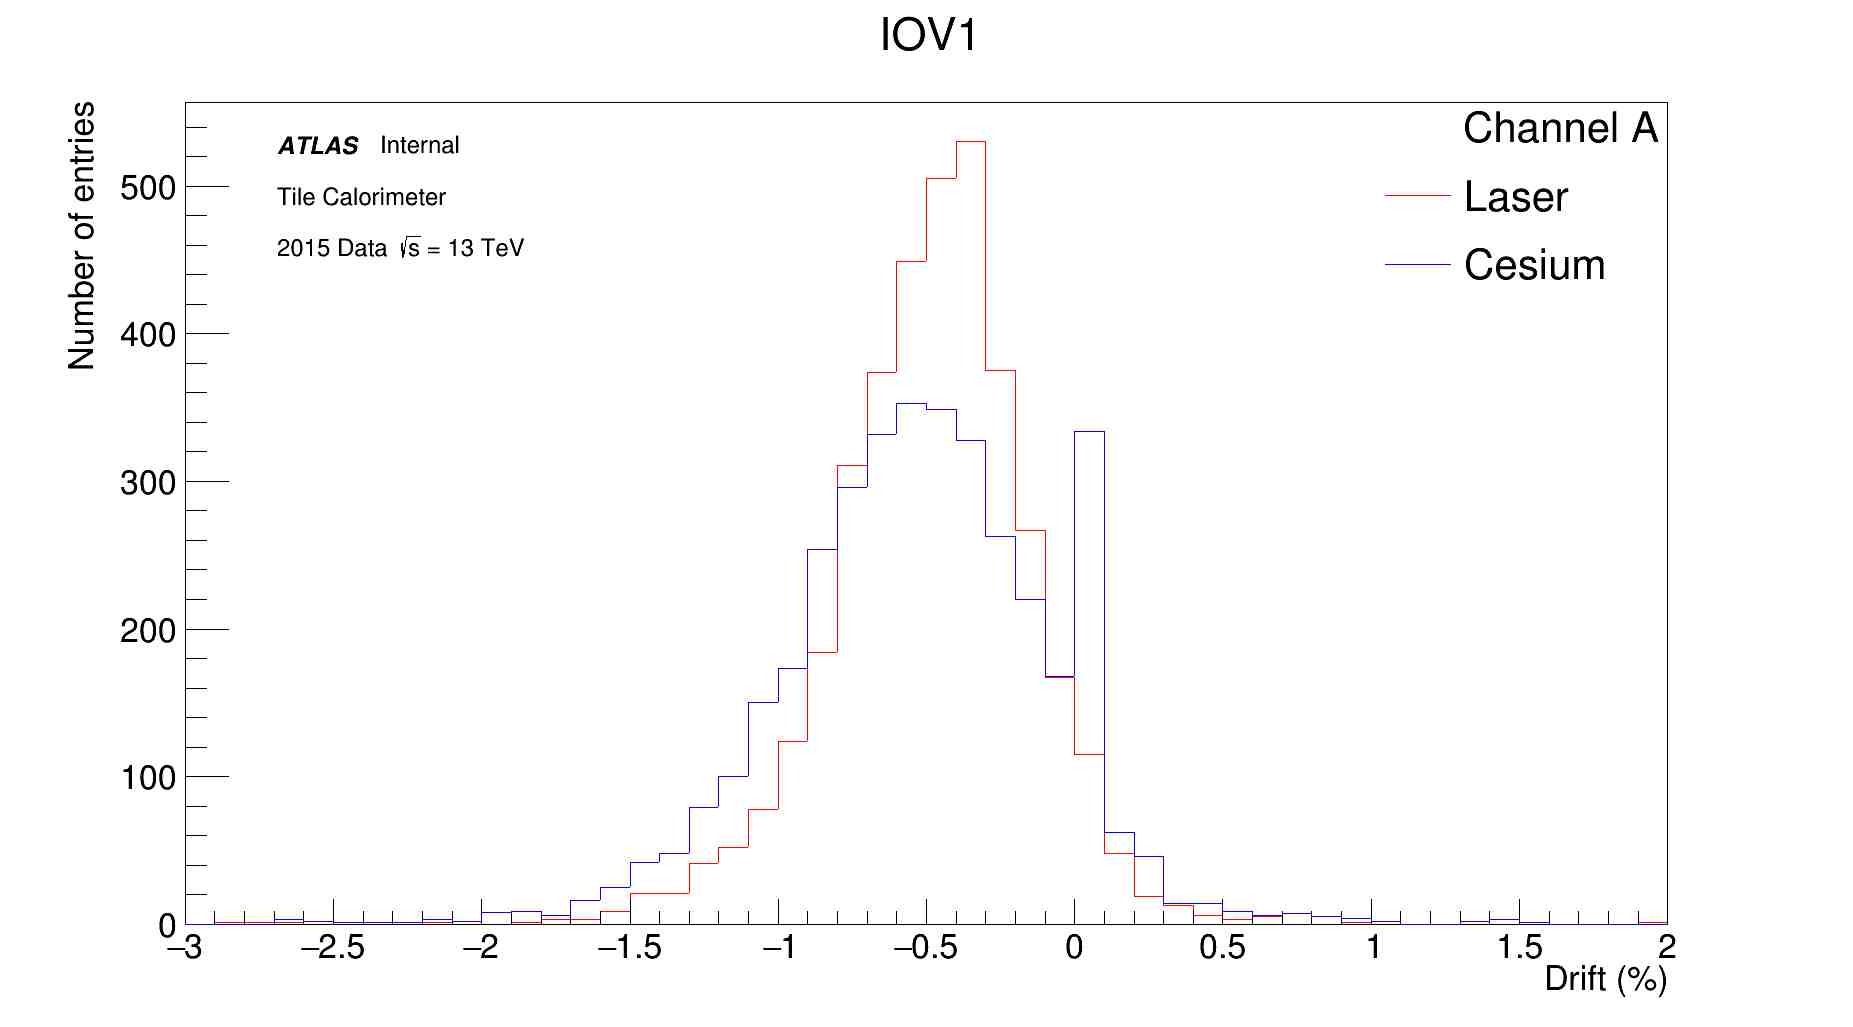 IOV1
Number of entries
ATLAS Internal
Tile Calorimeter
2015 Data √s = 13 TeV
Channel A
Laser
Cesium
500
400
300
200
100
0
−3 −2.5 −2 −1.5 −1 −0.5 0 0.5 1 1.5 2
Drift (%)